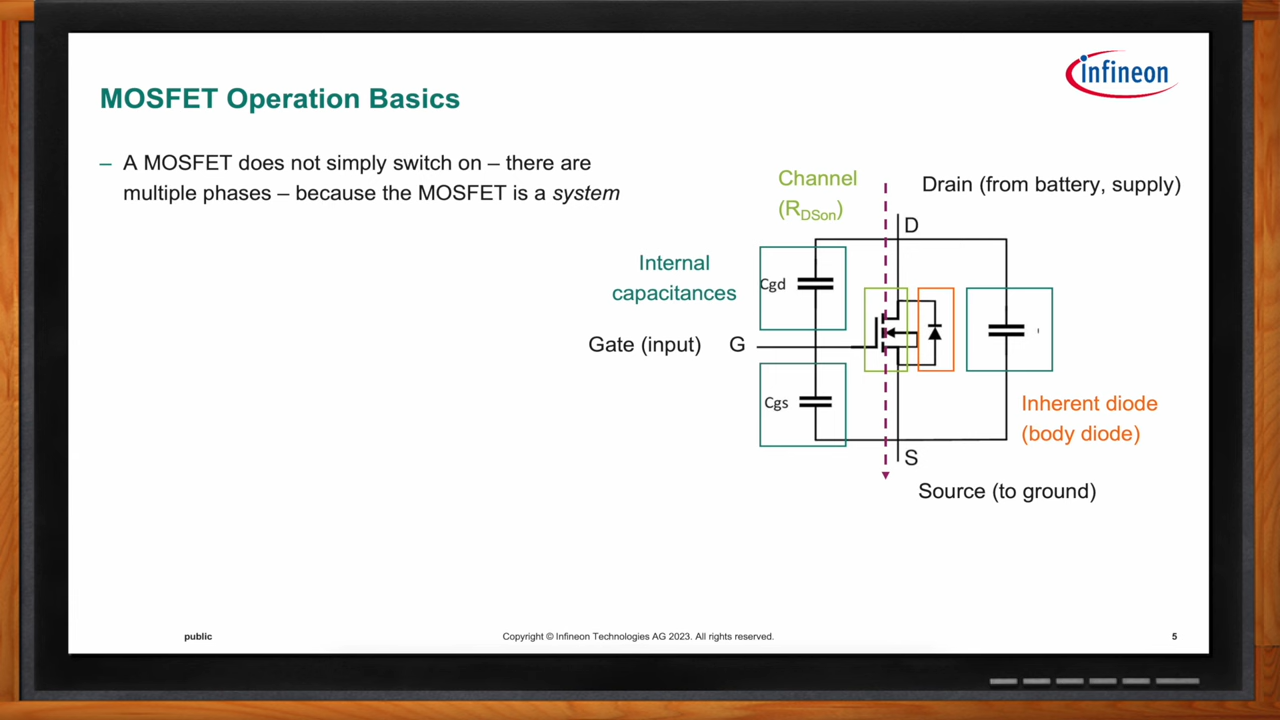 infineon
MOSFET Operation Basics
– A MOSFET does not simply switch on – there are
multiple phases – because the MOSFET is a system
Channel
(RDSon)
Drain (from battery, supply)
D
Internal
capacitances
Cgd
Gate (input)
G
Cgs
Inherent diode
(body diode)
S
Source (to ground)
public
Copyright © Infineon Technologies AG 2023. All rights reserved.
5